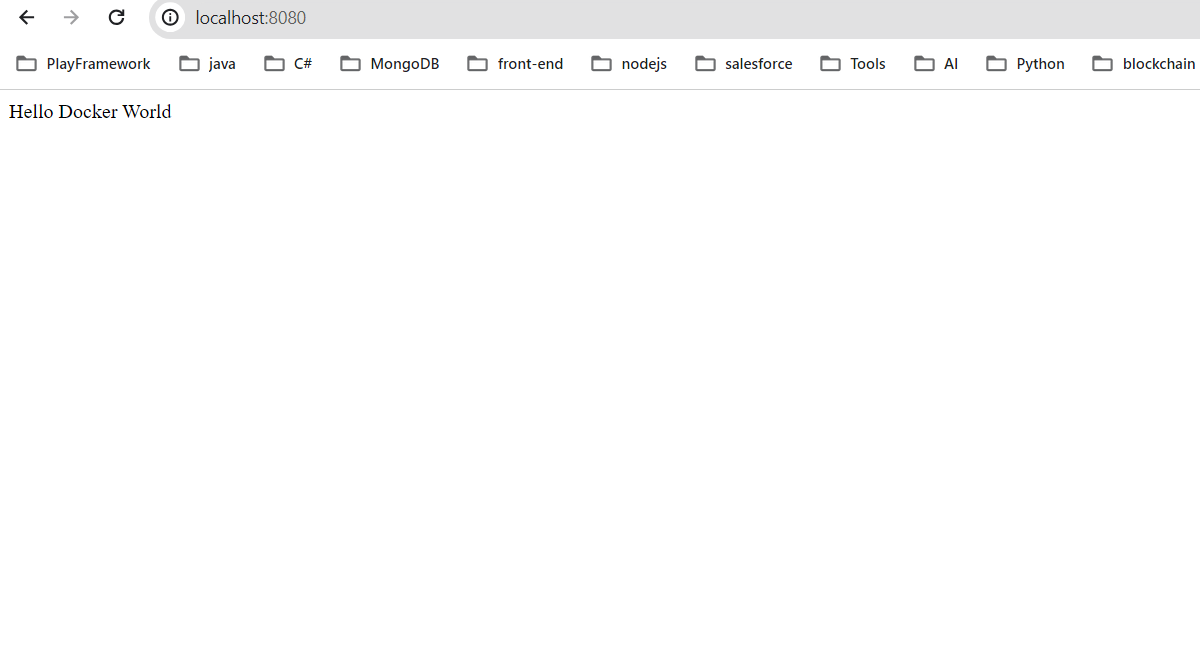 localhost:8080
PlayFramework java C# MongoDB front-end nodejs salesforce Tools AI Python blockchain
Hello Docker World